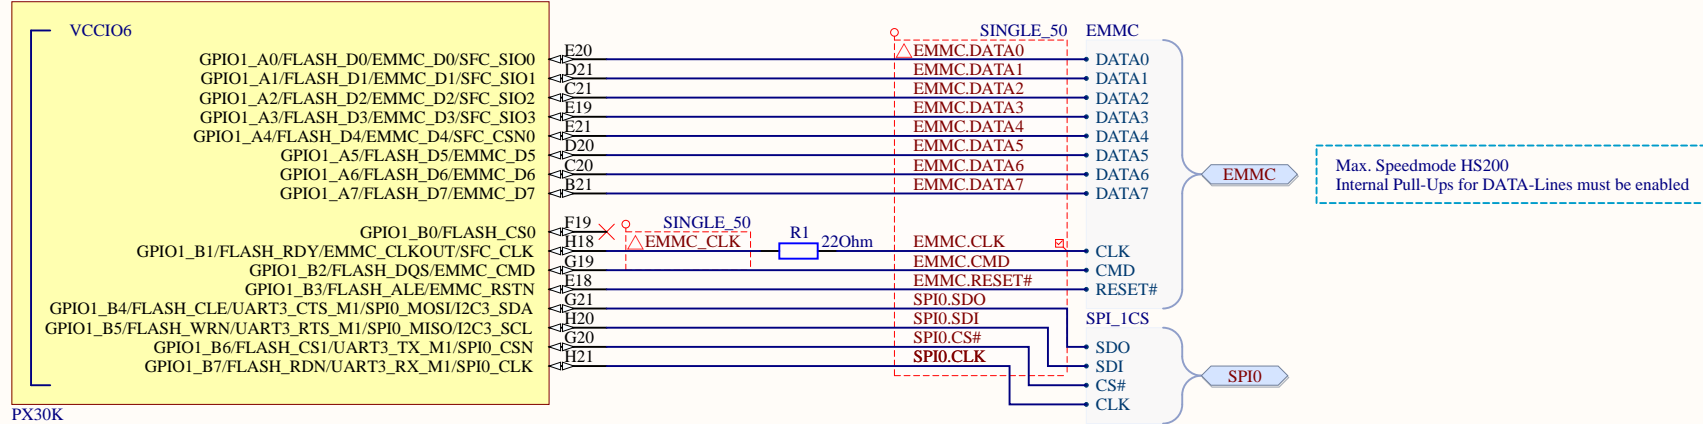 VCCIO6
SINGLE_50
EMMC
GPIO1_A0/FLASH_D0/EMMC_D0/SFC_SIO0 E20 EMMC.DATA0 DATA0
GPIO1_A1/FLASH_D1/EMMC_D1/SFC_SIO1 D21 EMMC.DATA1 DATA1
GPIO1_A2/FLASH_D2/EMMC_D2/SFC_SIO2 C21 EMMC.DATA2 DATA2
GPIO1_A3/FLASH_D3/EMMC_D3/SFC_SIO3 E19 EMMC.DATA3 DATA3
GPIO1_A4/FLASH_D4/EMMC_D4/SFC_CSN0 E21 EMMC.DATA4 DATA4
GPIO1_A5/FLASH_D5/EMMC_D5 D20 EMMC.DATA5 DATA5
GPIO1_A6/FLASH_D6/EMMC_D6 C20 EMMC.DATA6 DATA6
GPIO1_A7/FLASH_D7/EMMC_D7 B21 EMMC.DATA7 DATA7
EMMC
Max. Speedmode HS200
Internal Pull-Ups for DATA-Lines must be enabled
GPIO1_B0/FLASH_CS0 F19
SINGLE_50
R1
GPIO1_B1/FLASH_RDY/EMMC_CLKOUT/SFC_CLK H18 EMMC_CLK 22Ohm EMMC.CLK CLK
GPIO1_B2/FLASH_DQS/EMMC_CMD G19 EMMC.CMD CMD
GPIO1_B3/FLASH_ALE/EMMC_RSTN E18 EMMC.RESET# RESET#
GPIO1_B4/FLASH_CLE/UART3_CTS_M1/SPI0_MOSI/I2C3_SDA G21 SPI0.SDO
GPIO1_B5/FLASH_WRN/UART3_RTS_M1/SPI0_MISO/I2C3_SCL H20 SPI0.SDI
SPI_1CS
GPIO1_B6/FLASH_CS1/UART3_TX_M1/SPI0_CSN G20 SPI0.CS# SDO
GPIO1_B7/FLASH_RDN/UART3_RX_M1/SPI0_CLK H21 SPI0.CLK SDI
CS#
CLK
SPI0
PX30K